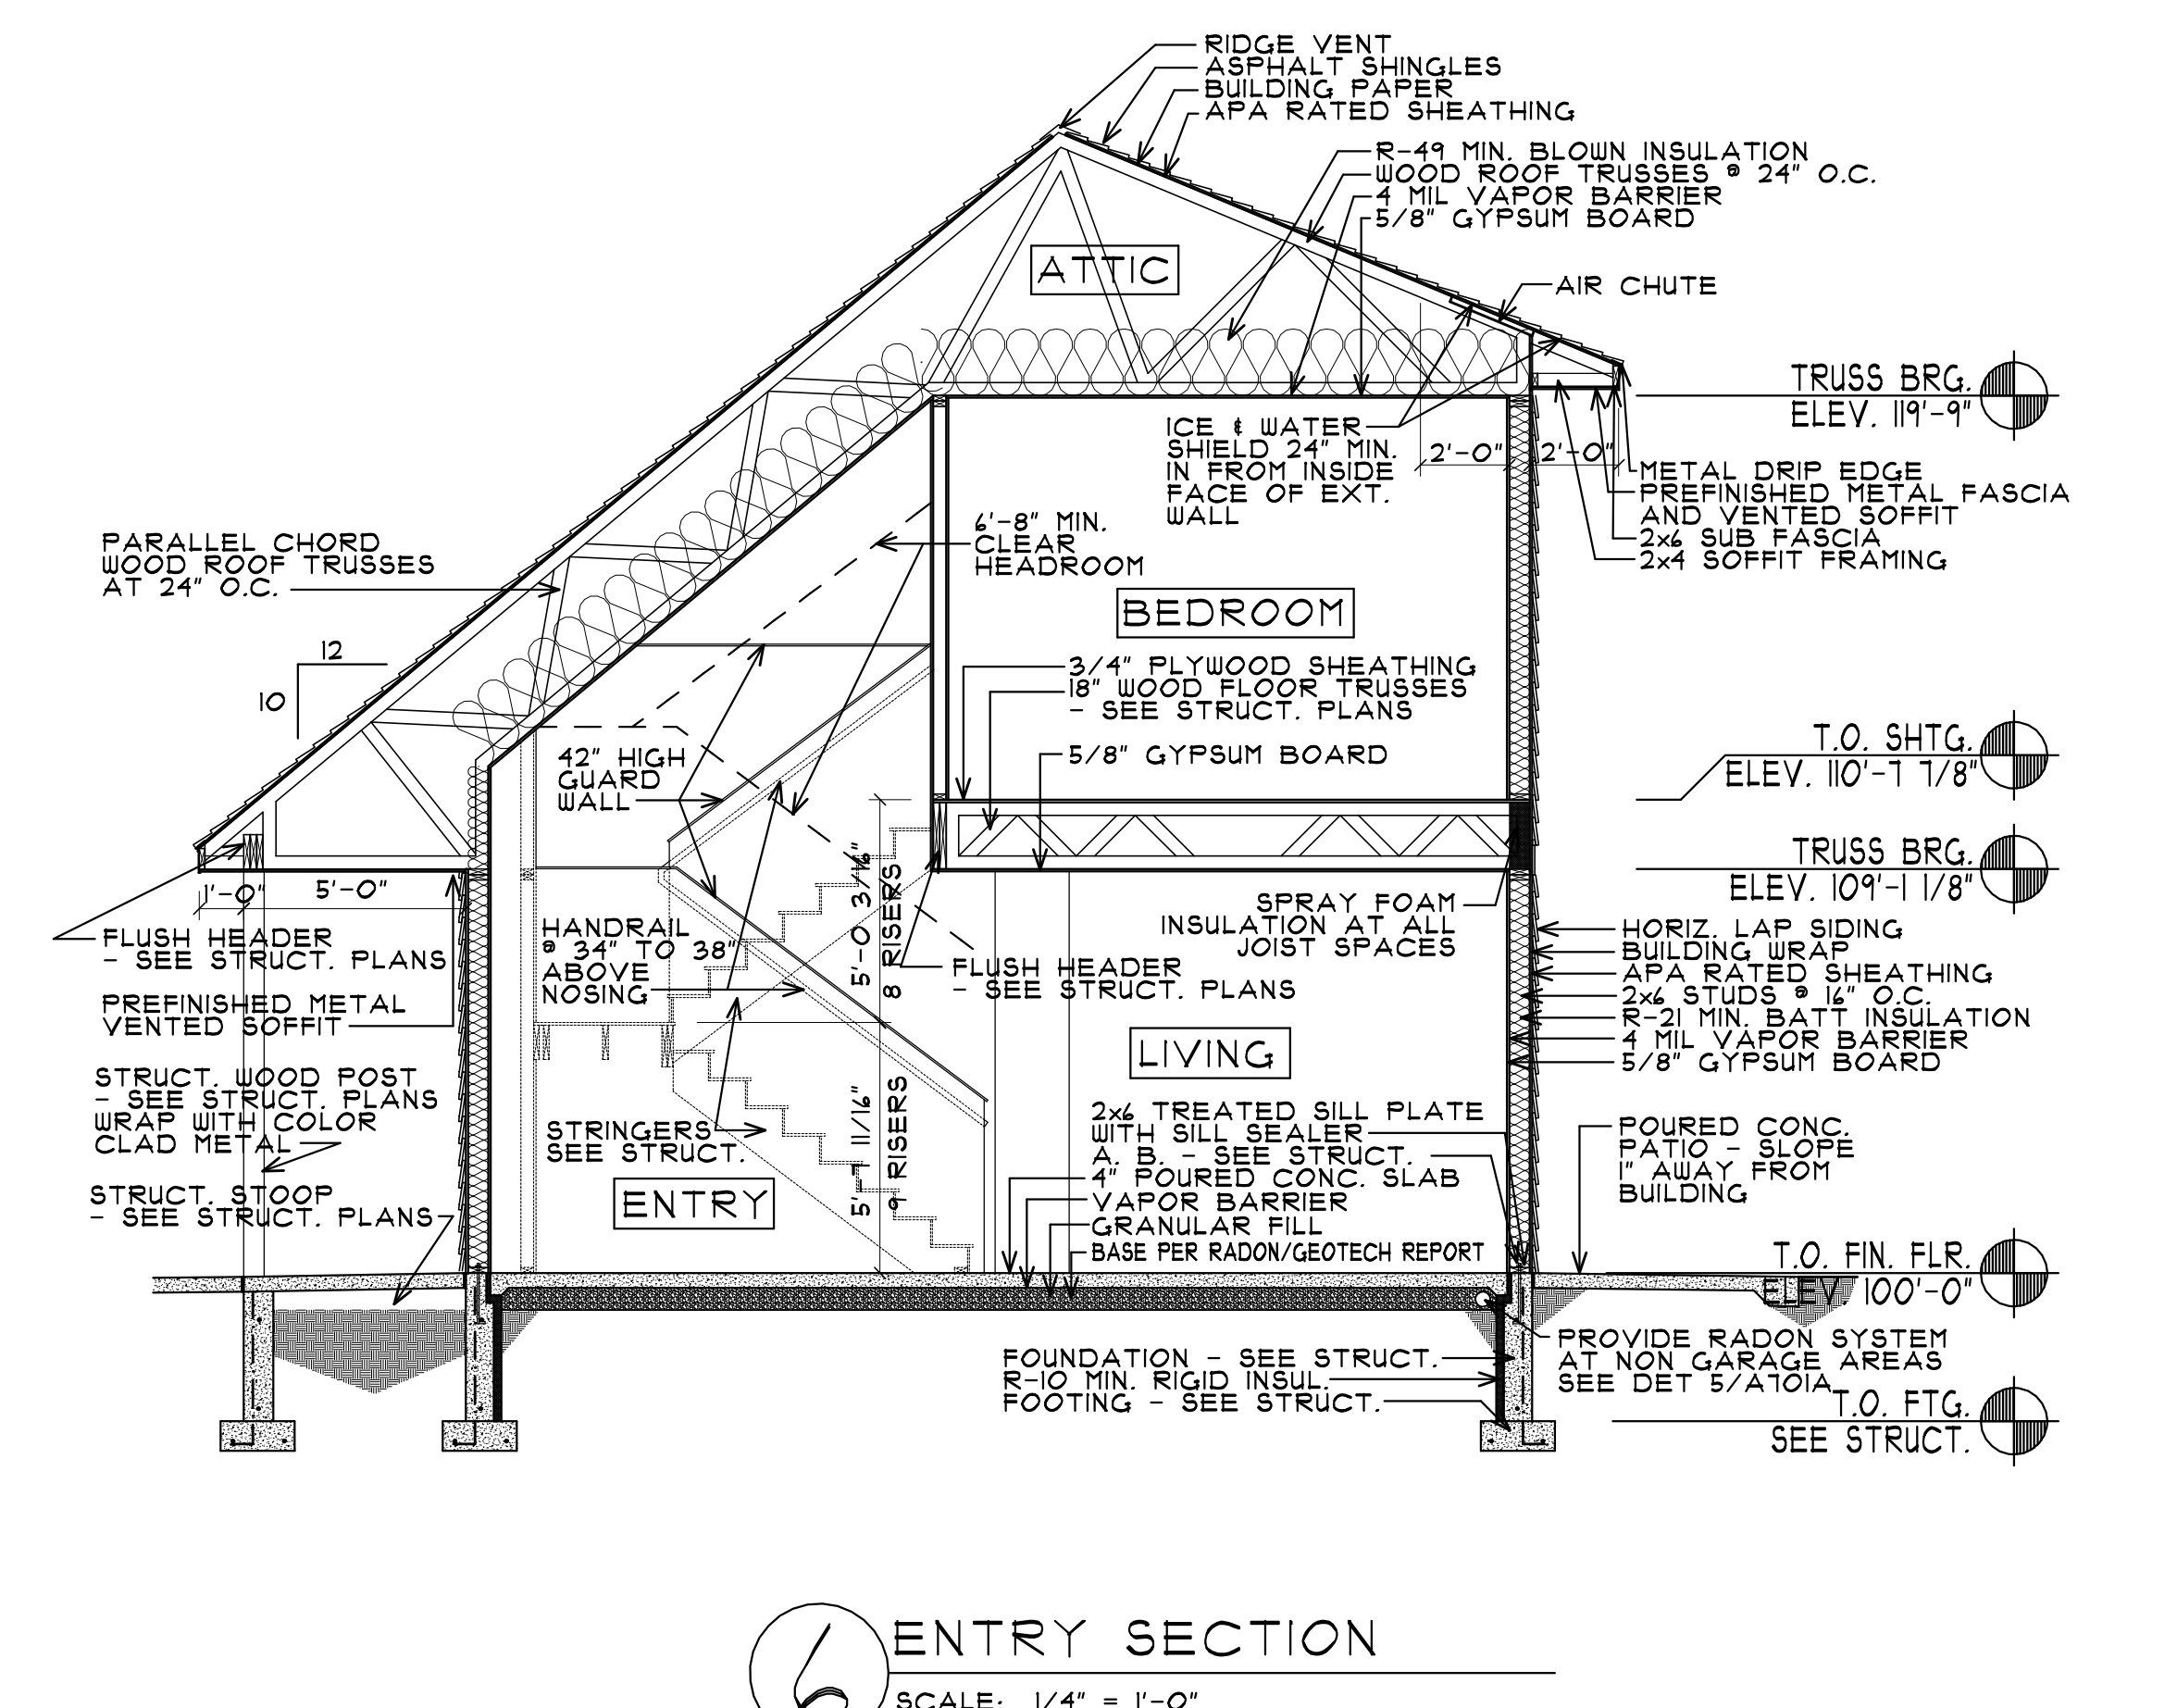 RIDGE VENT
ASPHALT SHINGLES
BUILDING PAPER
APA RATED SHEATHING
R-49 MIN. BLOWN INSULATION
WOOD ROOF TRUSSES @ 24" O.C.
4 MIL VAPOR BARRIER
5/8" GYPSUM BOARD
ATTIC
AIR CHUTE
TRUSS BRG.
ELEV. 119'-9"
ICE & WATER
SHIELD 24" MIN.
IN FROM INSIDE
FACE OF EXT.
WALL
2'-0"
2'-0"
METAL DRIP EDGE
PREFINISHED METAL FASCIA
AND VENTED SOFFIT
2x6 SUB FASCIA
2x4 SOFFIT FRAMING
6'-8" MIN.
CLEAR
HEADROOM
PARALLEL CHORD
WOOD ROOF TRUSSES
AT 24" O.C.
BEDROOM
12
10
3/4" PLYWOOD SHEATHING
18" WOOD FLOOR TRUSSES
- SEE STRUCT. PLANS
5/8" GYPSUM BOARD
42" HIGH
GUARD
WALL
T.O. SHTG.
ELEV. 110'-7 7/8"
TRUSS BRG.
ELEV. 109'-1 1/8"
1'-0"
5'-0"
5'-0 3/16"
8 RISERS
SPRAY FOAM
INSULATION AT ALL
JOIST SPACES
FLUSH HEADER
- SEE STRUCT. PLANS
HANDRAIL
@ 34" TO 38"
ABOVE
NOSING
FLUSH HEADER
- SEE STRUCT. PLANS
HORIZ. LAP SIDING
BUILDING WRAP
APA RATED SHEATHING
2x6 STUDS @ 16" O.C.
R-21 MIN. BATT INSULATION
4 MIL VAPOR BARRIER
5/8" GYPSUM BOARD
PREFINISHED METAL
VENTED SOFFIT
LIVING
STRUCT. WOOD POST
- SEE STRUCT. PLANS
WRAP WITH COLOR
CLAD METAL
5'-7 11/16"
9 RISERS
STRINGERS
SEE STRUCT.
2x6 TREATED SILL PLATE
WITH SILL SEALER
A. B. - SEE STRUCT.
4" POURED CONC. SLAB
VAPOR BARRIER
GRANULAR FILL
BASE PER RADON/GEOTECH REPORT
POURED CONC.
PATIO - SLOPE
1" AWAY FROM
BUILDING
STRUCT. STOOP
- SEE STRUCT. PLANS
ENTRY
T.O. FIN. FLR.
ELEV. 100'-0"
FOUNDATION - SEE STRUCT.
R-10 MIN. RIGID INSUL.
FOOTING - SEE STRUCT.
PROVIDE RADON SYSTEM
AT NON GARAGE AREAS
SEE DET 5/A701A
T.O. FTG.
SEE STRUCT.
6
ENTRY SECTION
SCALE: 1/4" = 1'-0"